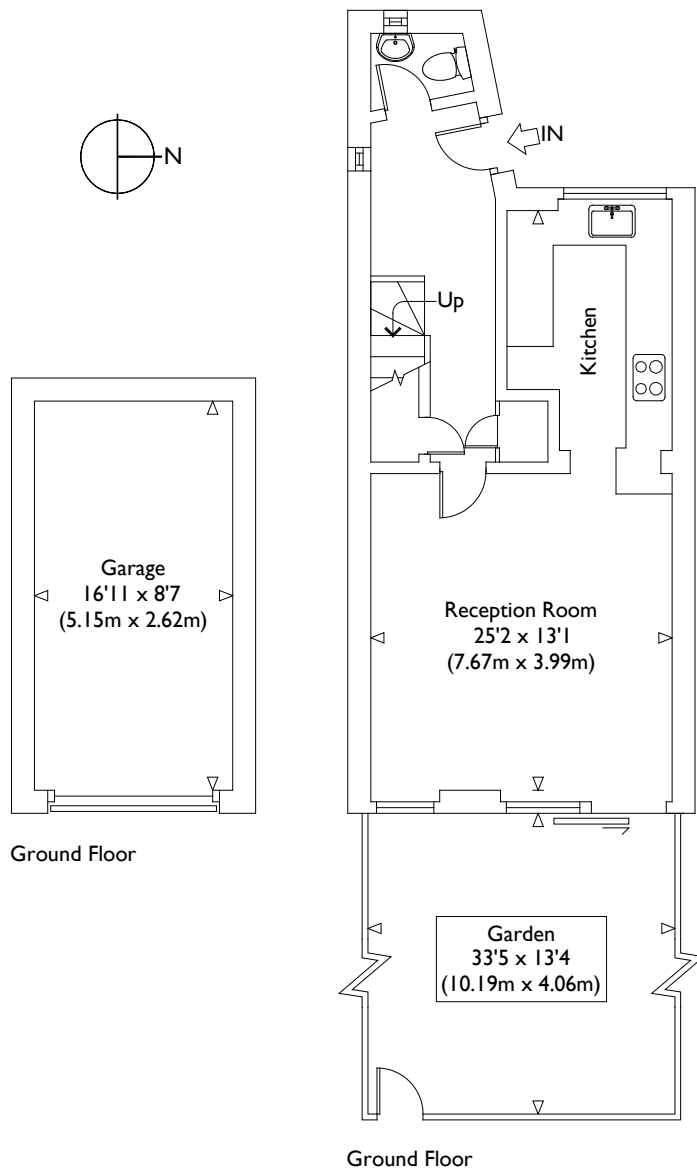 IN
N
Up
Kitchen
Garage
16'11 x 8'7
(5.15m x 2.62m)
Reception Room
25'2 x 13'1
(7.67m x 3.99m)
Ground Floor
Garden
33'5 x 13'4
(10.19m x 4.06m)
Ground Floor